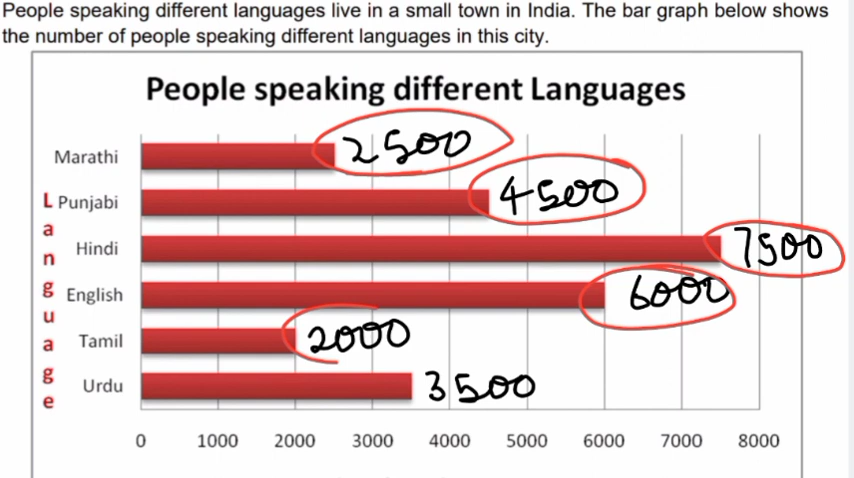 People speaking different languages live in a small town in India. The bar graph below shows
the number of people speaking different languages in this city.
People speaking different Languages
Language
Marathi 2500
Punjabi 4500
Hindi 7500
English 6000
Tamil 2000
Urdu 3500
0 1000 2000 3000 4000 5000 6000 7000 8000